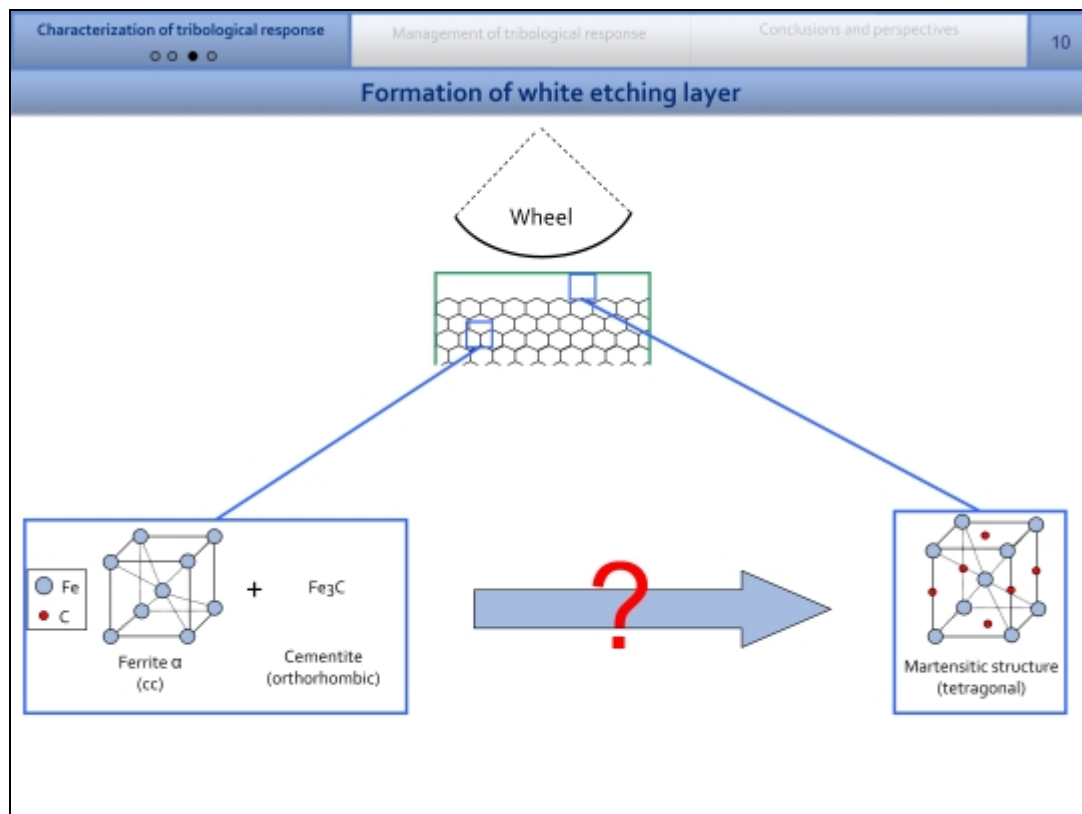 Characterization of tribological response
Management of tribological response
Conclusions and perspectives
10
Formation of white etching layer
Wheel
Fe
C
+
Fe₃C
Ferrite α
(cc)
Cementite
(orthorhombic)
?
Martensitic structure
(tetragonal)